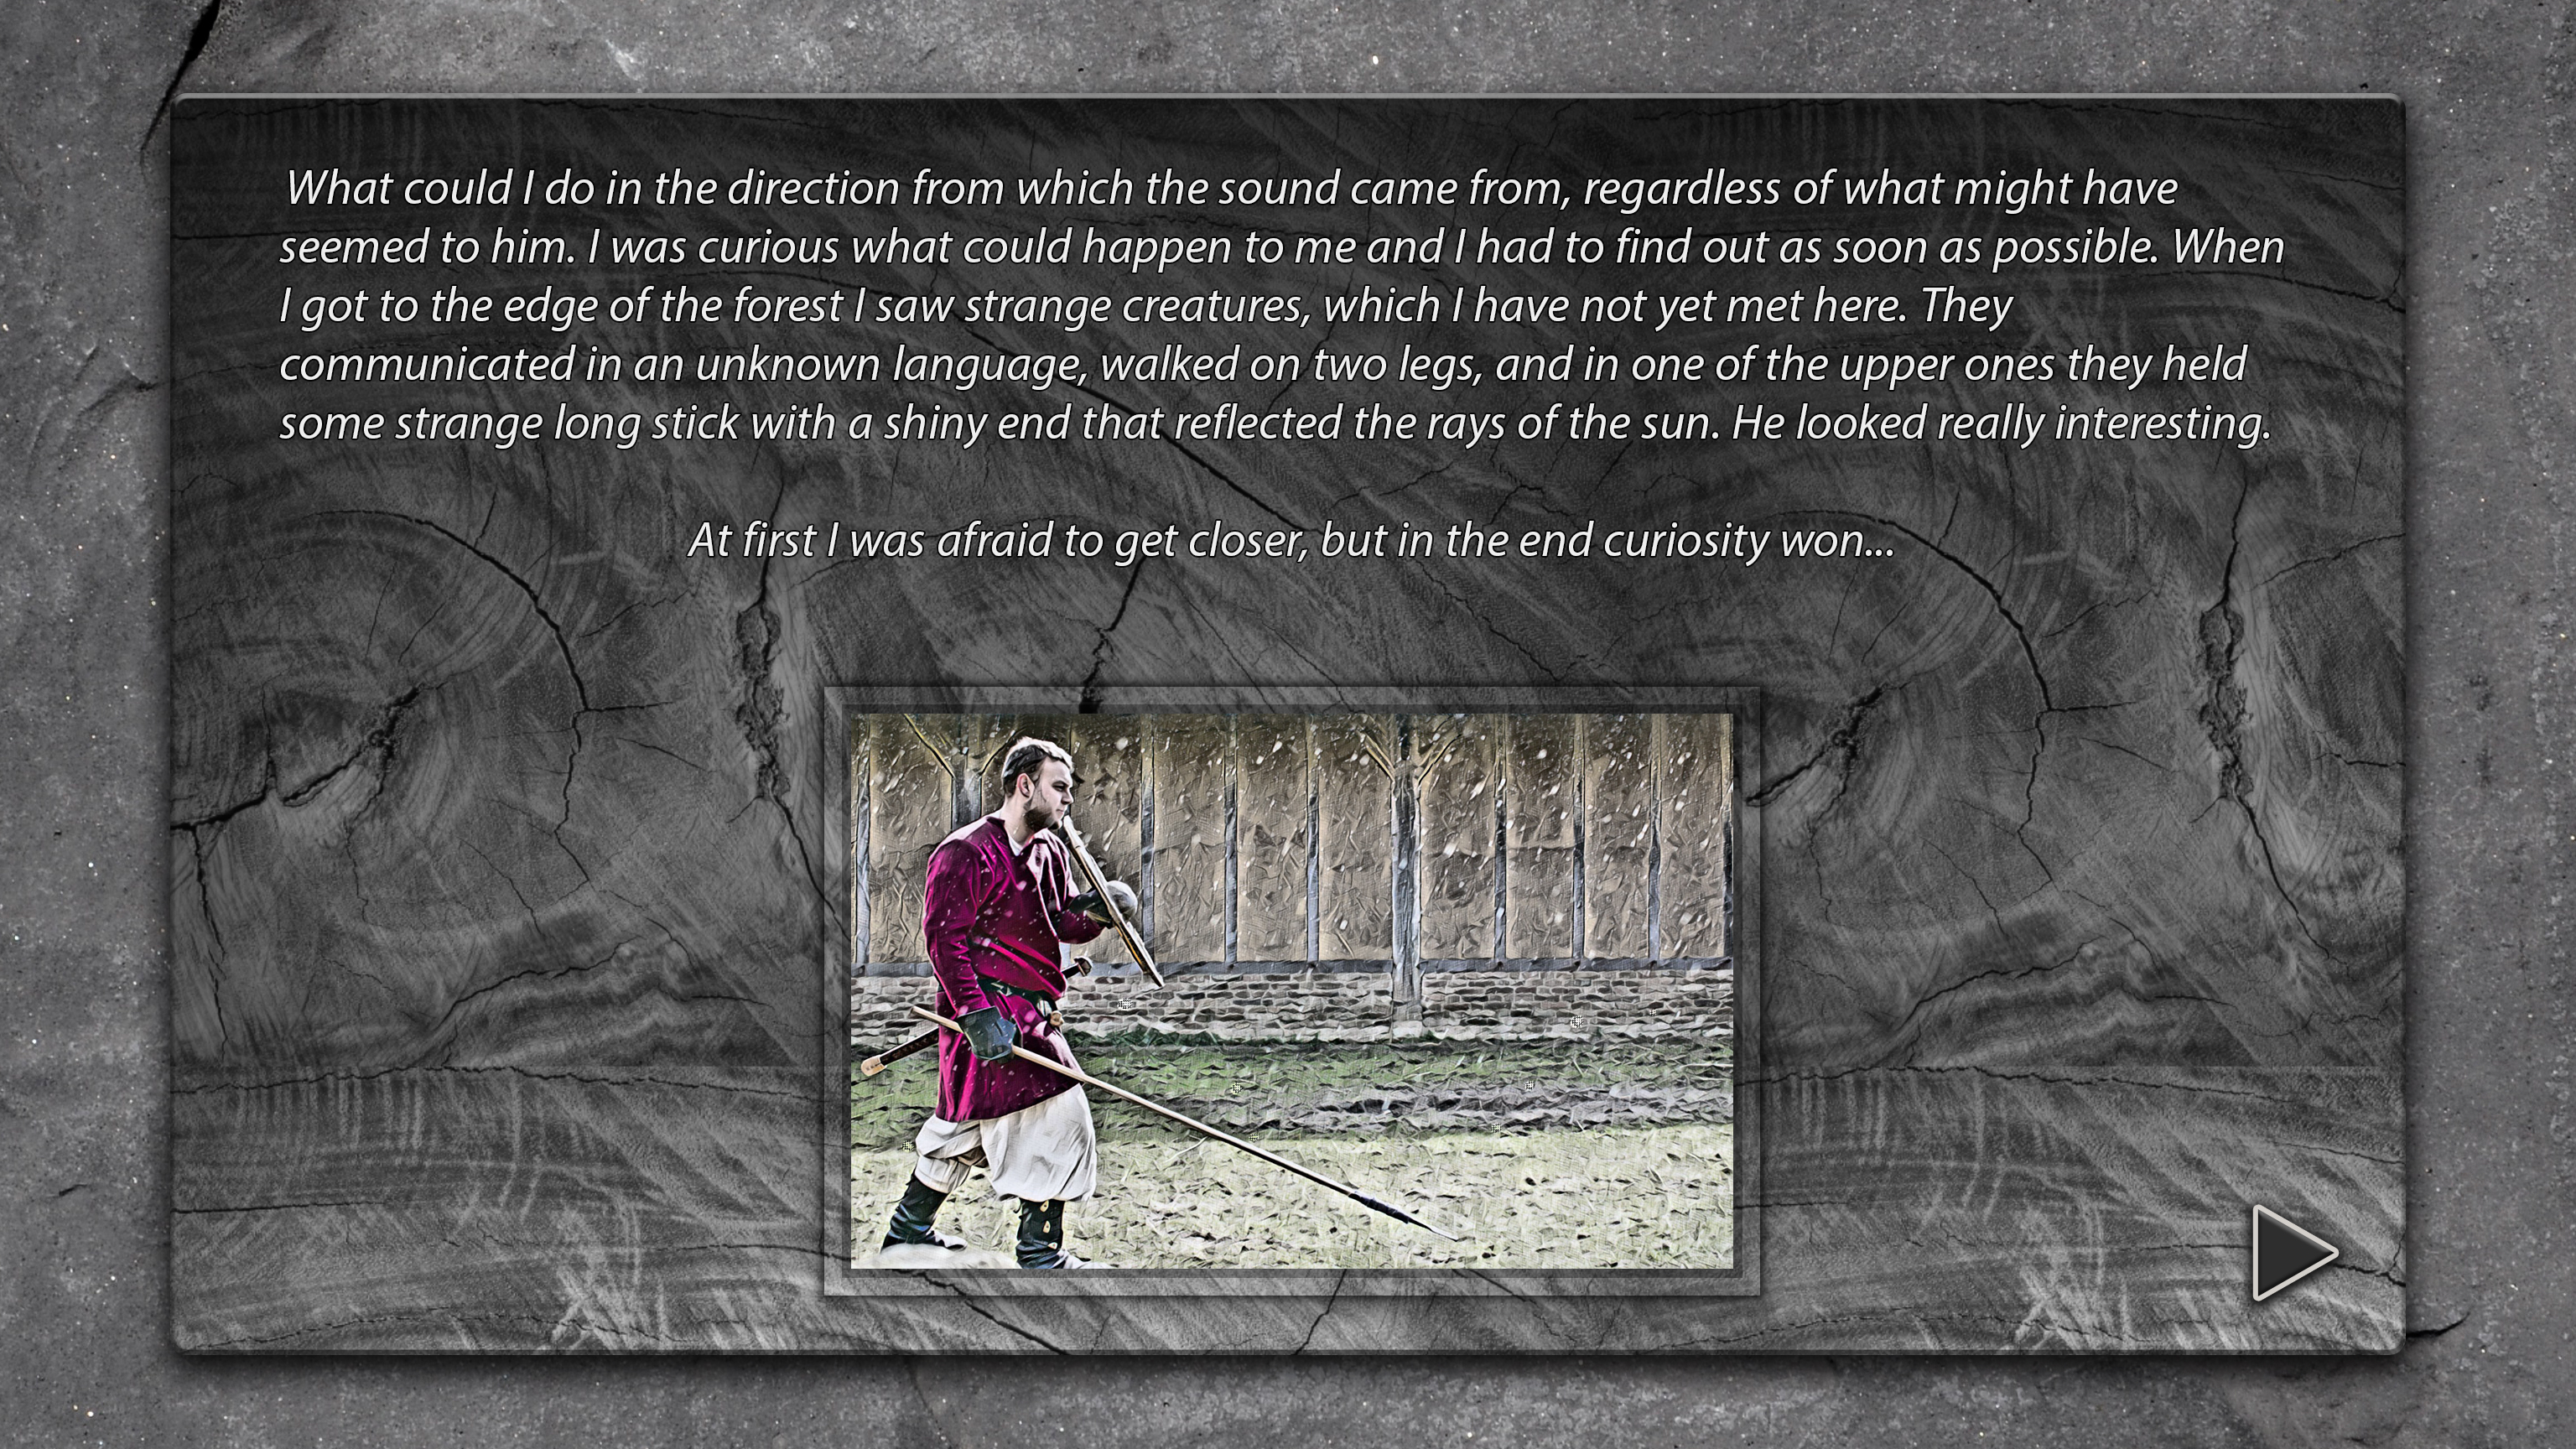 What could I do in the direction from which the sound came from, regardless of what might have
seemed to him. I was curious what could happen to me and I had to find out as soon as possible. When
I got to the edge of the forest I saw strange creatures, which I have not yet met here. They
communicated in an unknown language, walked on two legs, and in one of the upper ones they held
some strange long stick with a shiny end that reflected the rays of the sun. He looked really interesting.
At first I was afraid to get closer, but in the end curiosity won...